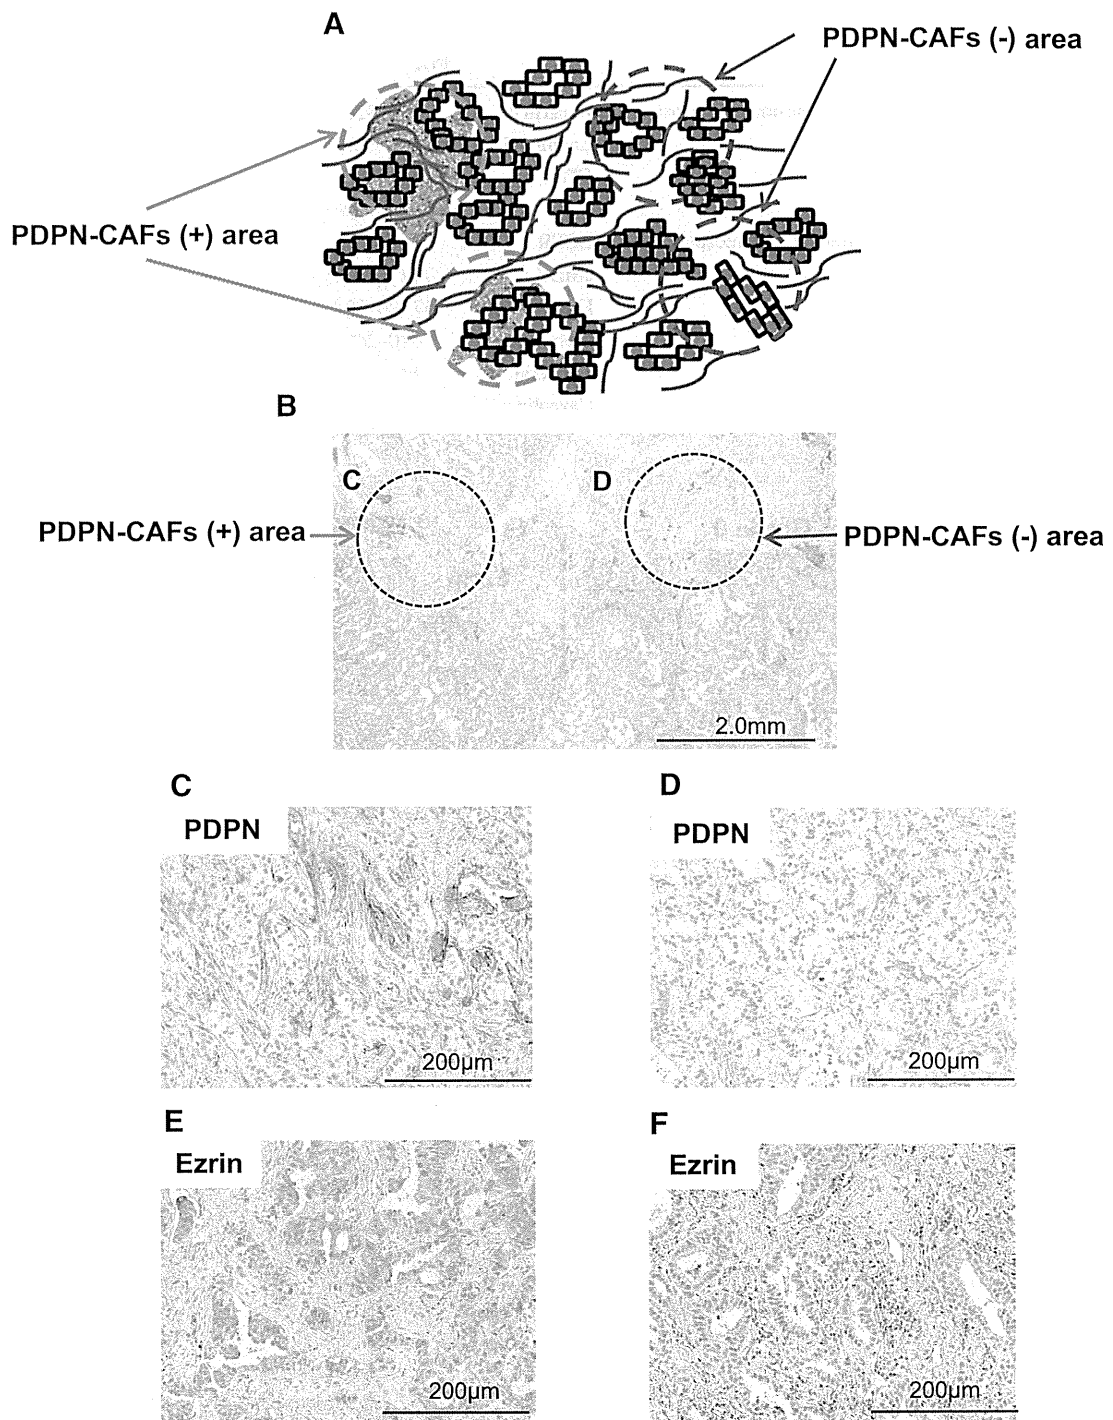 A
PDPN-CAFs (-) area
PDPN-CAFs (+) area
B
C
D
PDPN-CAFs (+) area
PDPN-CAFs (-) area
2.0mm
C
D
PDPN
PDPN
200µm
200µm
E
F
Ezrin
Ezrin
200µm
200µm